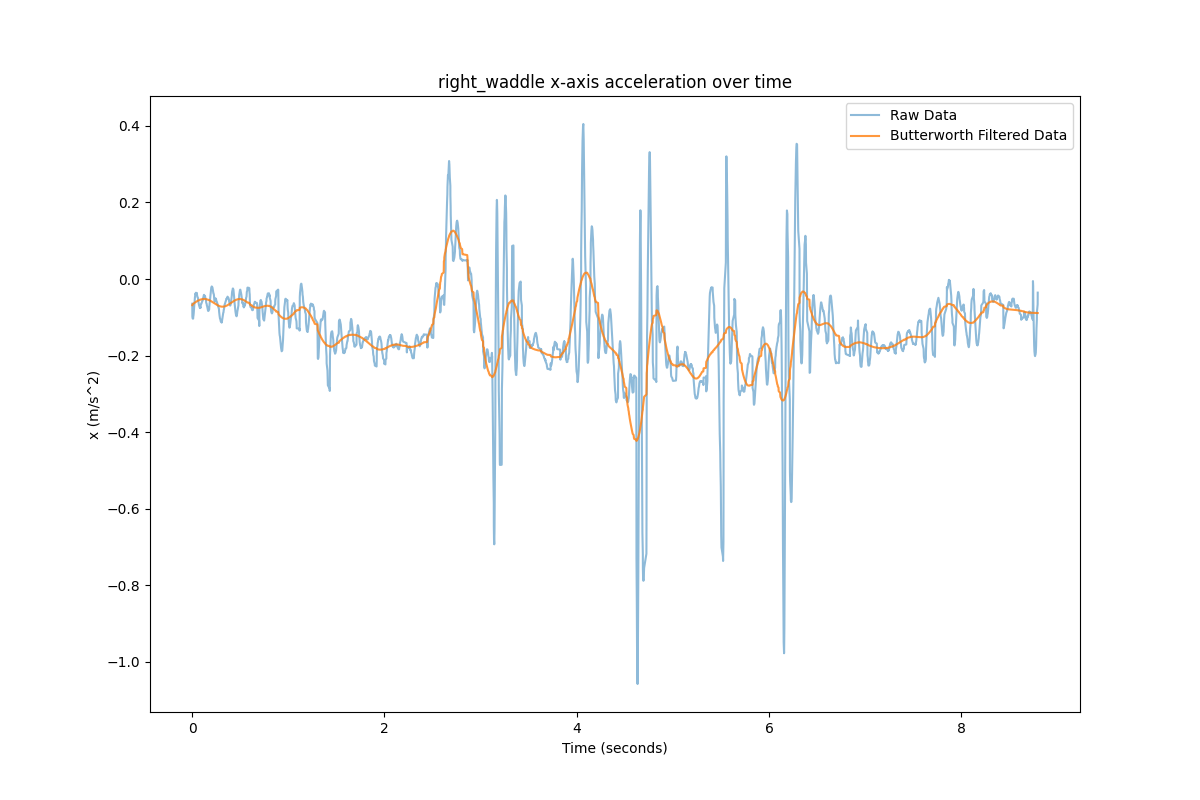 right_waddle x-axis acceleration over time
Raw Data
Butterworth Filtered Data
0.4
0.2
0.0
−0.2
−0.4
−0.6
−0.8
−1.0
x (m/s^2)
0 2 4 6 8
Time (seconds)